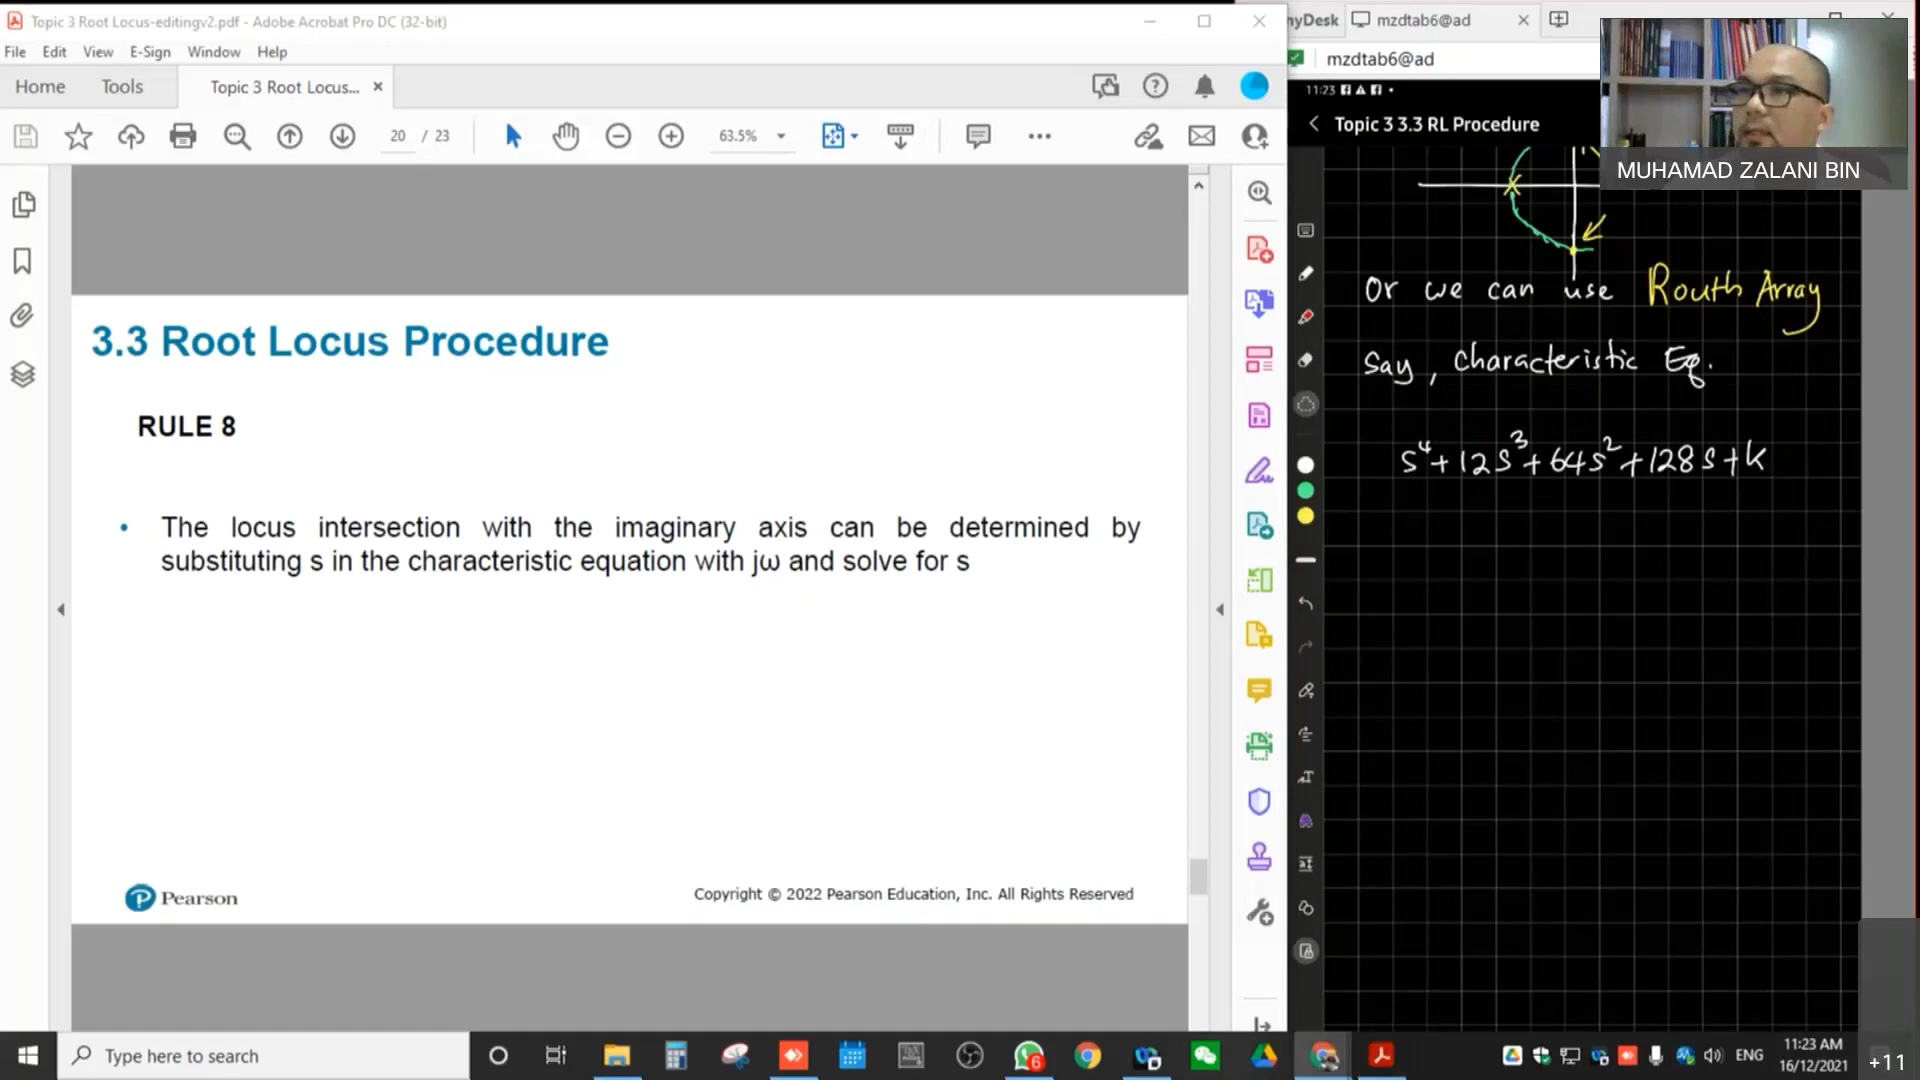 Topic 3 Root Locus-editingv2.pdf - Adobe Acrobat Pro DC (32-bit)
File Edit View E-Sign Window Help
Home Tools Topic 3 Root Locus...
20 / 23 63.5%
3.3 Root Locus Procedure
RULE 8
• The locus intersection with the imaginary axis can be determined by
substituting s in the characteristic equation with jω and solve for s
Pearson
Copyright © 2022 Pearson Education, Inc. All Rights Reserved
nyDesk mzdtab6@ad
mzdtab6@ad
11:23
Topic 3 3.3 RL Procedure
MUHAMAD ZALANI BIN
Or we can use Routh Array
Say, Characteristic Eq.
s⁴+12s³+64s²+128s+k
Type here to search
6
ENG
11:23 AM
16/12/2021
+11